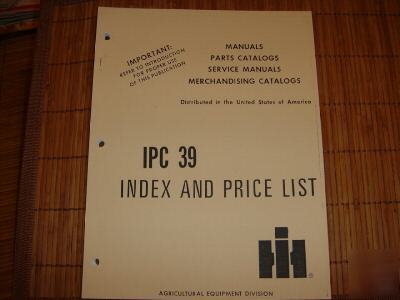 IMPORTANT:
REFER TO INTRODUCTION
FOR PROPER USE
OF THIS PUBLICATION
MANUALS
PARTS CATALOGS
SERVICE MANUALS
MERCHANDISING CATALOGS
Distributed in the United States of America
IPC 39
INDEX AND PRICE LIST
IH®
AGRICULTURAL EQUIPMENT DIVISION